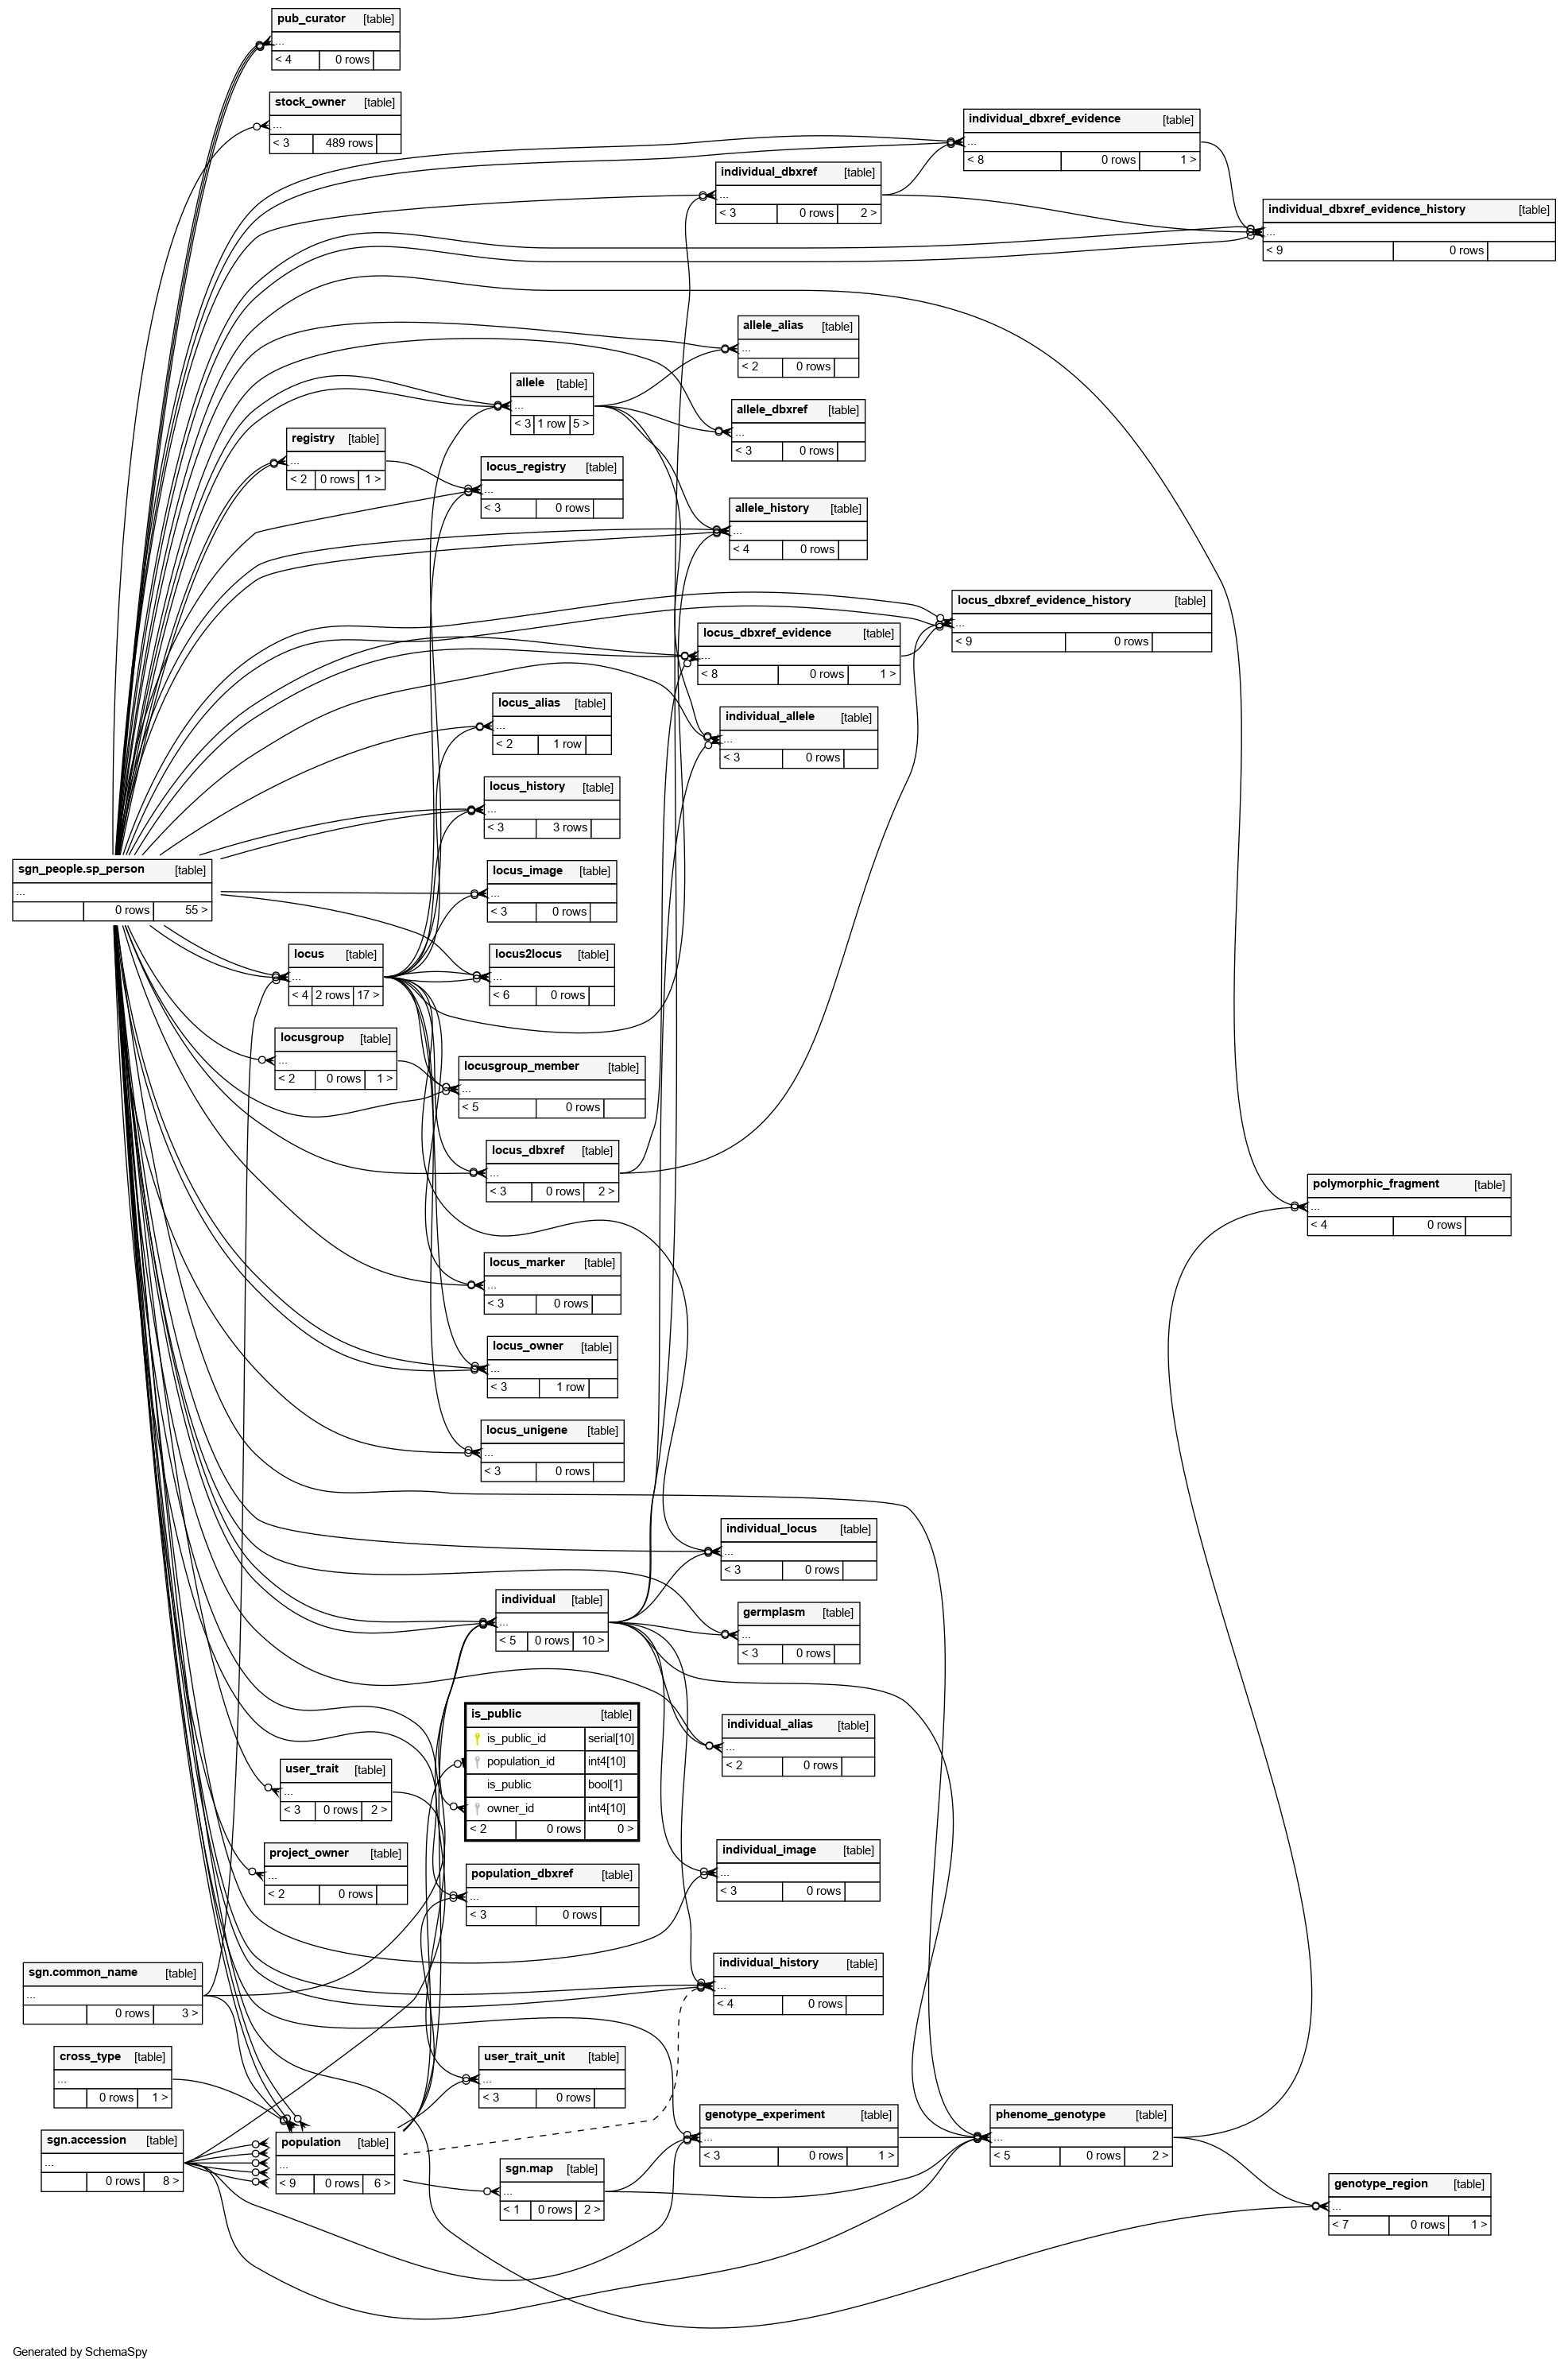 pub_curator [table]
...
< 4 0 rows
stock_owner [table]
...
< 3 489 rows
individual_dbxref_evidence [table]
...
< 8 0 rows 1 >
individual_dbxref [table]
...
< 3 0 rows 2 >
individual_dbxref_evidence_history [table]
...
< 9 0 rows
allele_alias [table]
...
< 2 0 rows
allele [table]
...
< 3 1 row 5 >
allele_dbxref [table]
...
< 3 0 rows
registry [table]
...
< 2 0 rows 1 >
locus_registry [table]
...
< 3 0 rows
allele_history [table]
...
< 4 0 rows
locus_dbxref_evidence_history [table]
...
< 9 0 rows
locus_dbxref_evidence [table]
...
< 8 0 rows 1 >
locus_alias [table]
...
< 2 1 row
individual_allele [table]
...
< 3 0 rows
locus_history [table]
...
< 3 3 rows
sgn_people.sp_person [table]
...
0 rows 55 >
locus_image [table]
...
< 3 0 rows
locus [table]
...
< 4 2 rows 17 >
locus2locus [table]
...
< 6 0 rows
locusgroup [table]
...
< 2 0 rows 1 >
locusgroup_member [table]
...
< 5 0 rows
locus_dbxref [table]
...
< 3 0 rows 2 >
polymorphic_fragment [table]
...
< 4 0 rows
locus_marker [table]
...
< 3 0 rows
locus_owner [table]
...
< 3 1 row
locus_unigene [table]
...
< 3 0 rows
individual_locus [table]
...
< 3 0 rows
individual [table]
...
< 5 0 rows 10 >
germplasm [table]
...
< 3 0 rows
is_public [table]
is_public_id serial[10]
population_id int4[10]
is_public bool[1]
owner_id int4[10]
< 2 0 rows 0 >
individual_alias [table]
...
< 2 0 rows
user_trait [table]
...
< 3 0 rows 2 >
project_owner [table]
...
< 2 0 rows
individual_image [table]
...
< 3 0 rows
population_dbxref [table]
...
< 3 0 rows
sgn.common_name [table]
...
0 rows 3 >
individual_history [table]
...
< 4 0 rows
cross_type [table]
...
0 rows 1 >
user_trait_unit [table]
...
< 3 0 rows
sgn.accession [table]
...
0 rows 8 >
population [table]
...
< 9 0 rows 6 >
genotype_experiment [table]
...
< 3 0 rows 1 >
phenome_genotype [table]
...
< 5 0 rows 2 >
sgn.map [table]
...
< 1 0 rows 2 >
genotype_region [table]
...
< 7 0 rows 1 >
Generated by SchemaSpy